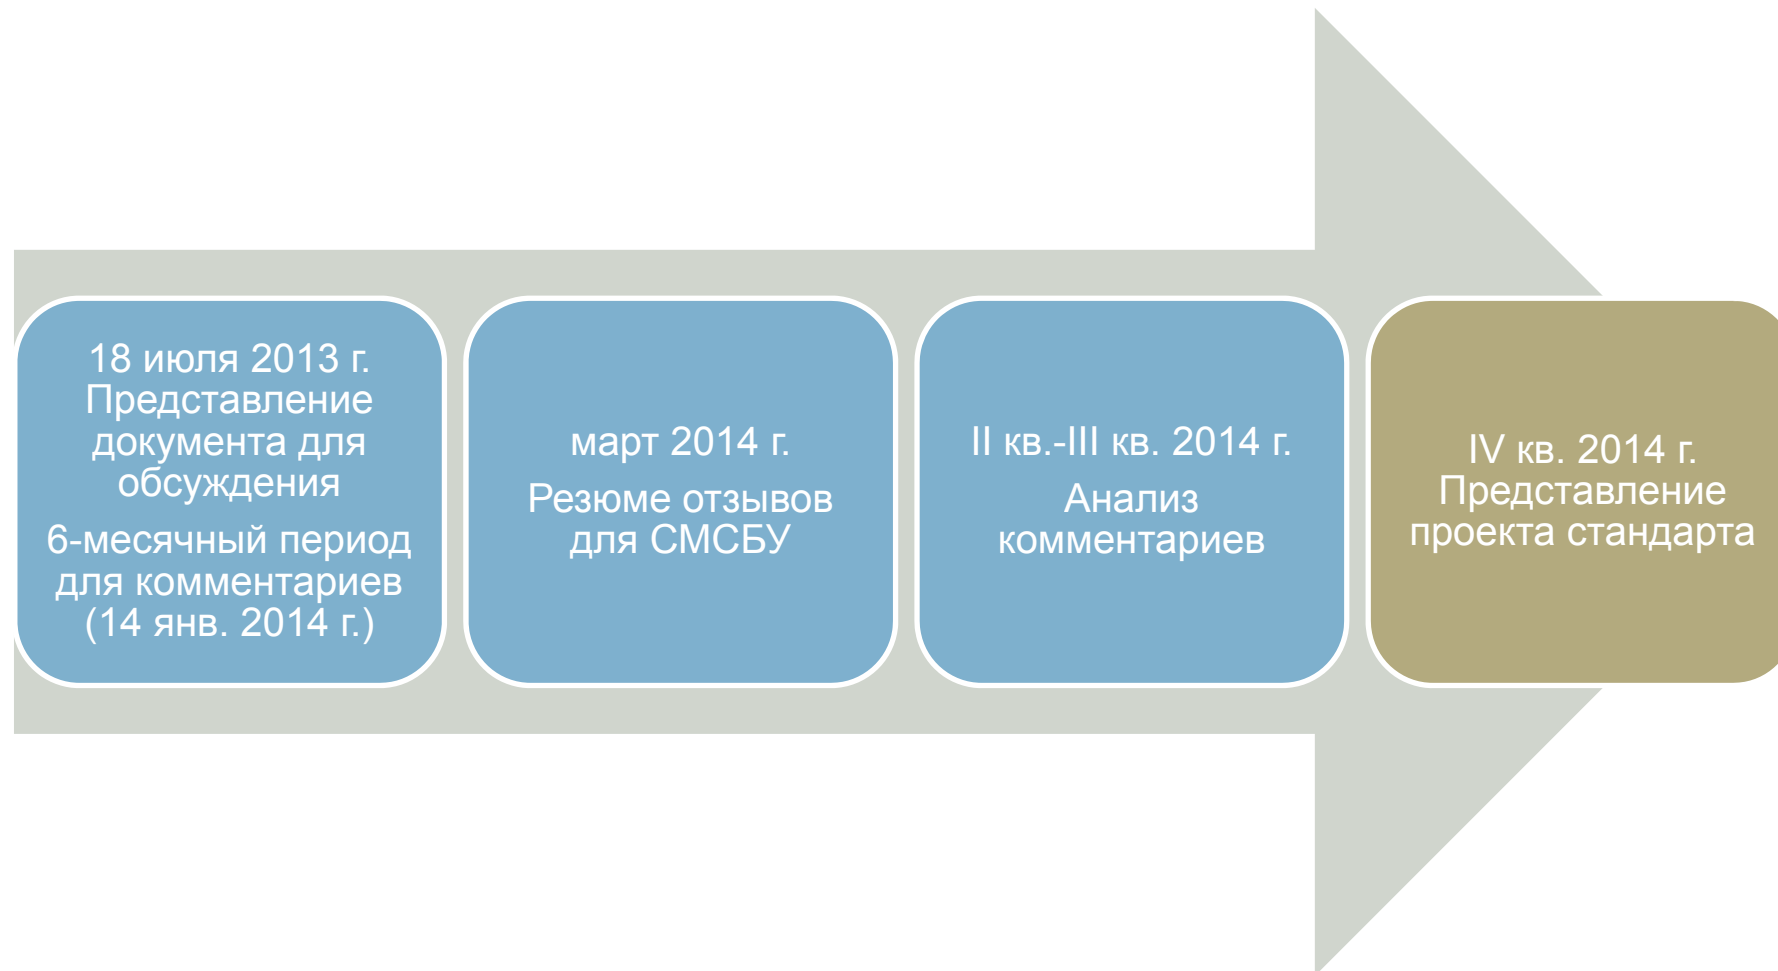 18 июля 2013 г.
Представление
документа для
обсуждения
6-месячный период
для комментариев
(14 янв. 2014 г.)
март 2014 г.
Резюме отзывов
для СМСБУ
II кв.-III кв. 2014 г.
Анализ
комментариев
IV кв. 2014 г.
Представление
проекта стандарта